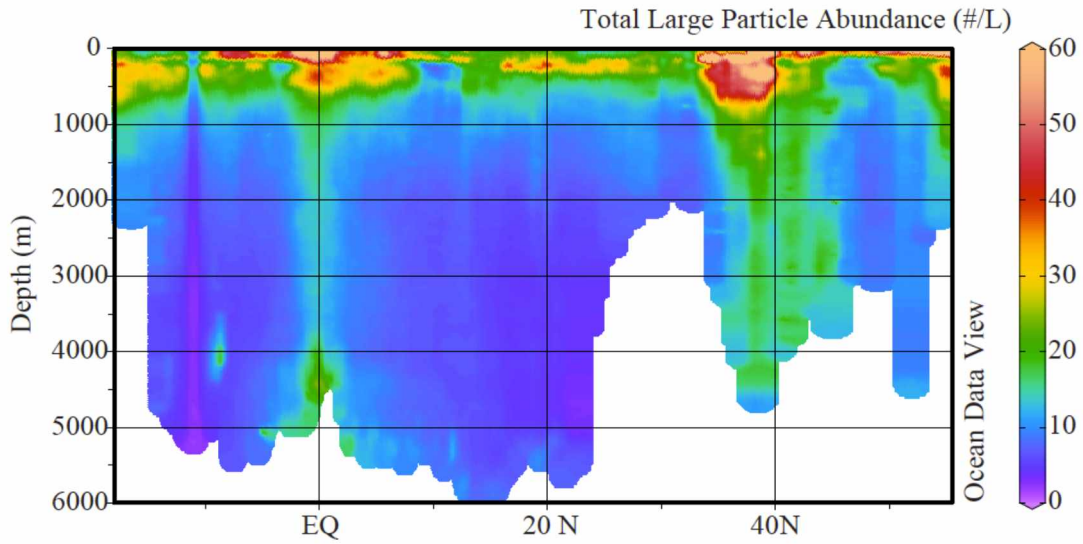 Total Large Particle Abundance (#/L)
Depth (m)
0
1000
2000
3000
4000
5000
6000
EQ
20 N
40N
60
50
40
30
20
10
0
Ocean Data View